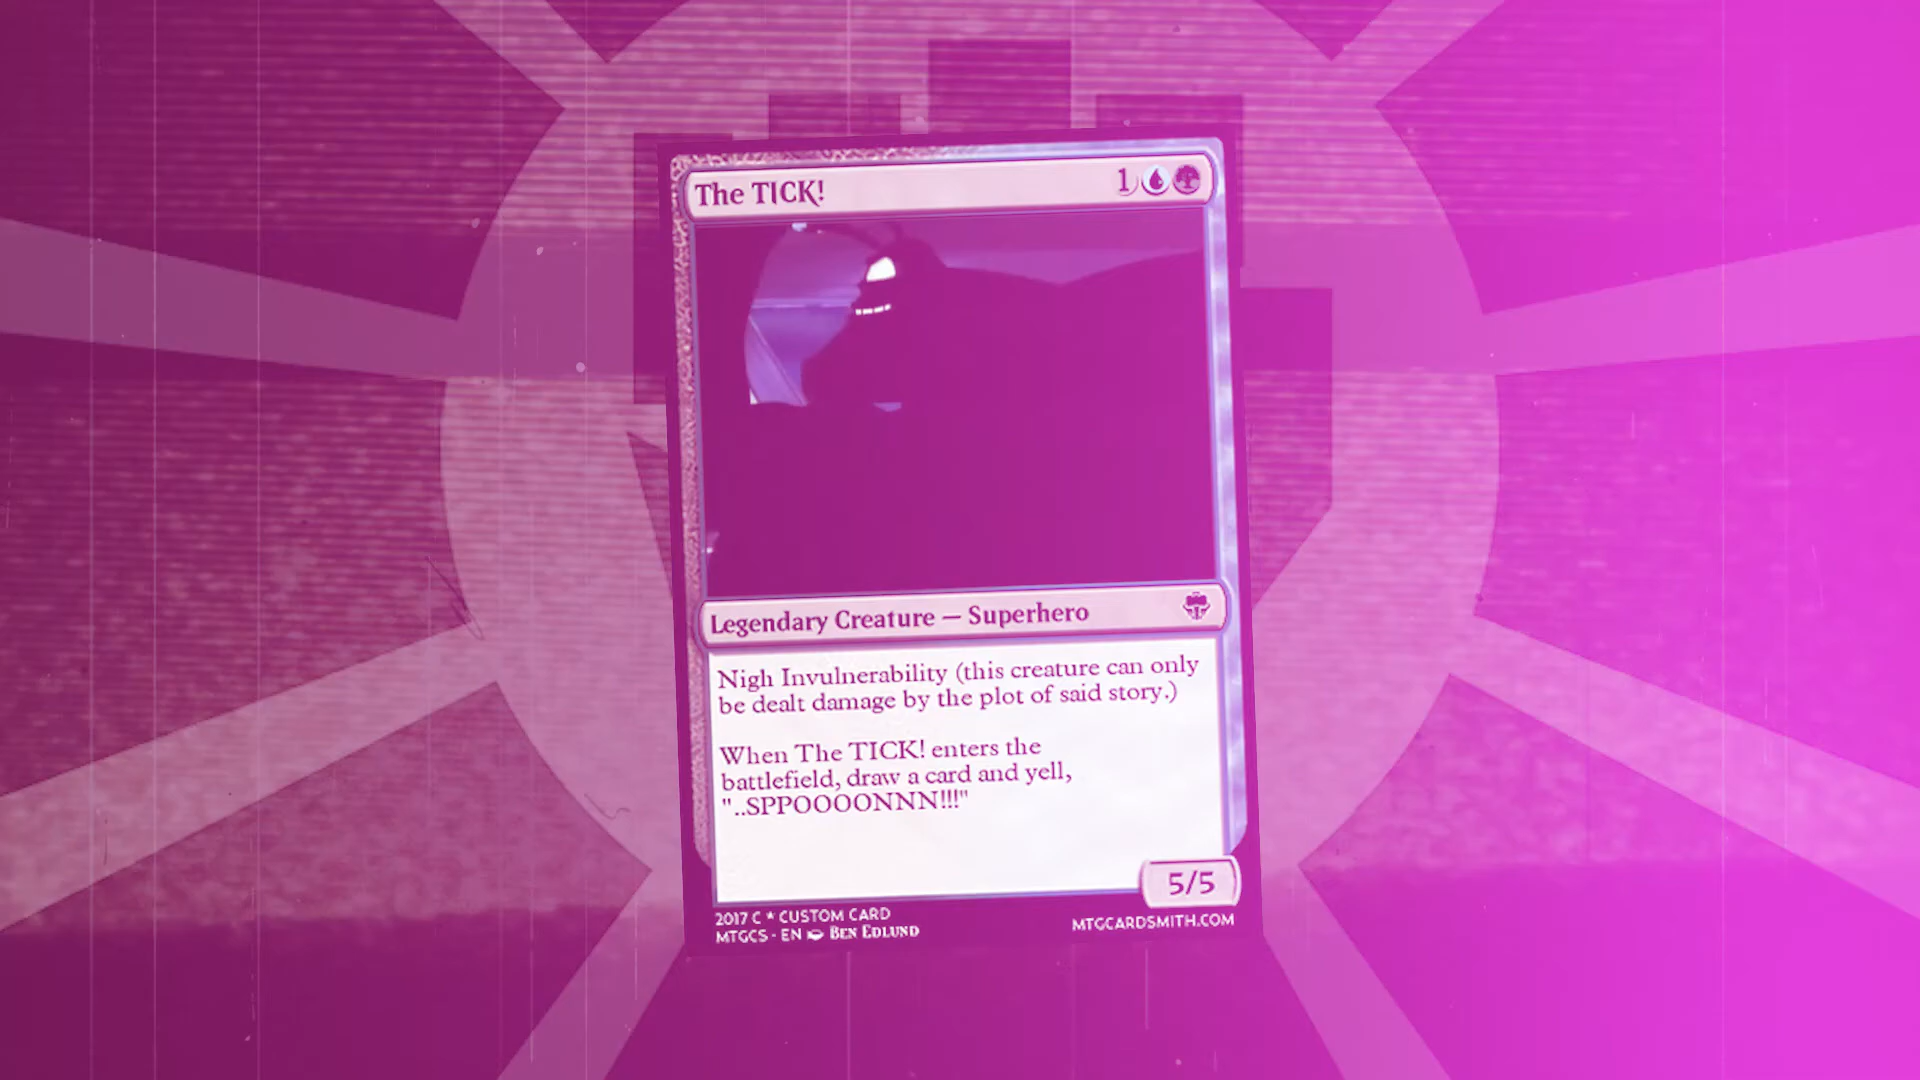 The TICK! 1
Legendary Creature — Superhero
Nigh Invulnerability (this creature can only
be dealt damage by the plot of said story.)
When The TICK! enters the
battlefield, draw a card and yell,
"..SPPOOOONNN!!!"
5/5
2017 C * CUSTOM CARD
MTGCS - EN BEN EDLUND
MTGCARDSMITH.COM